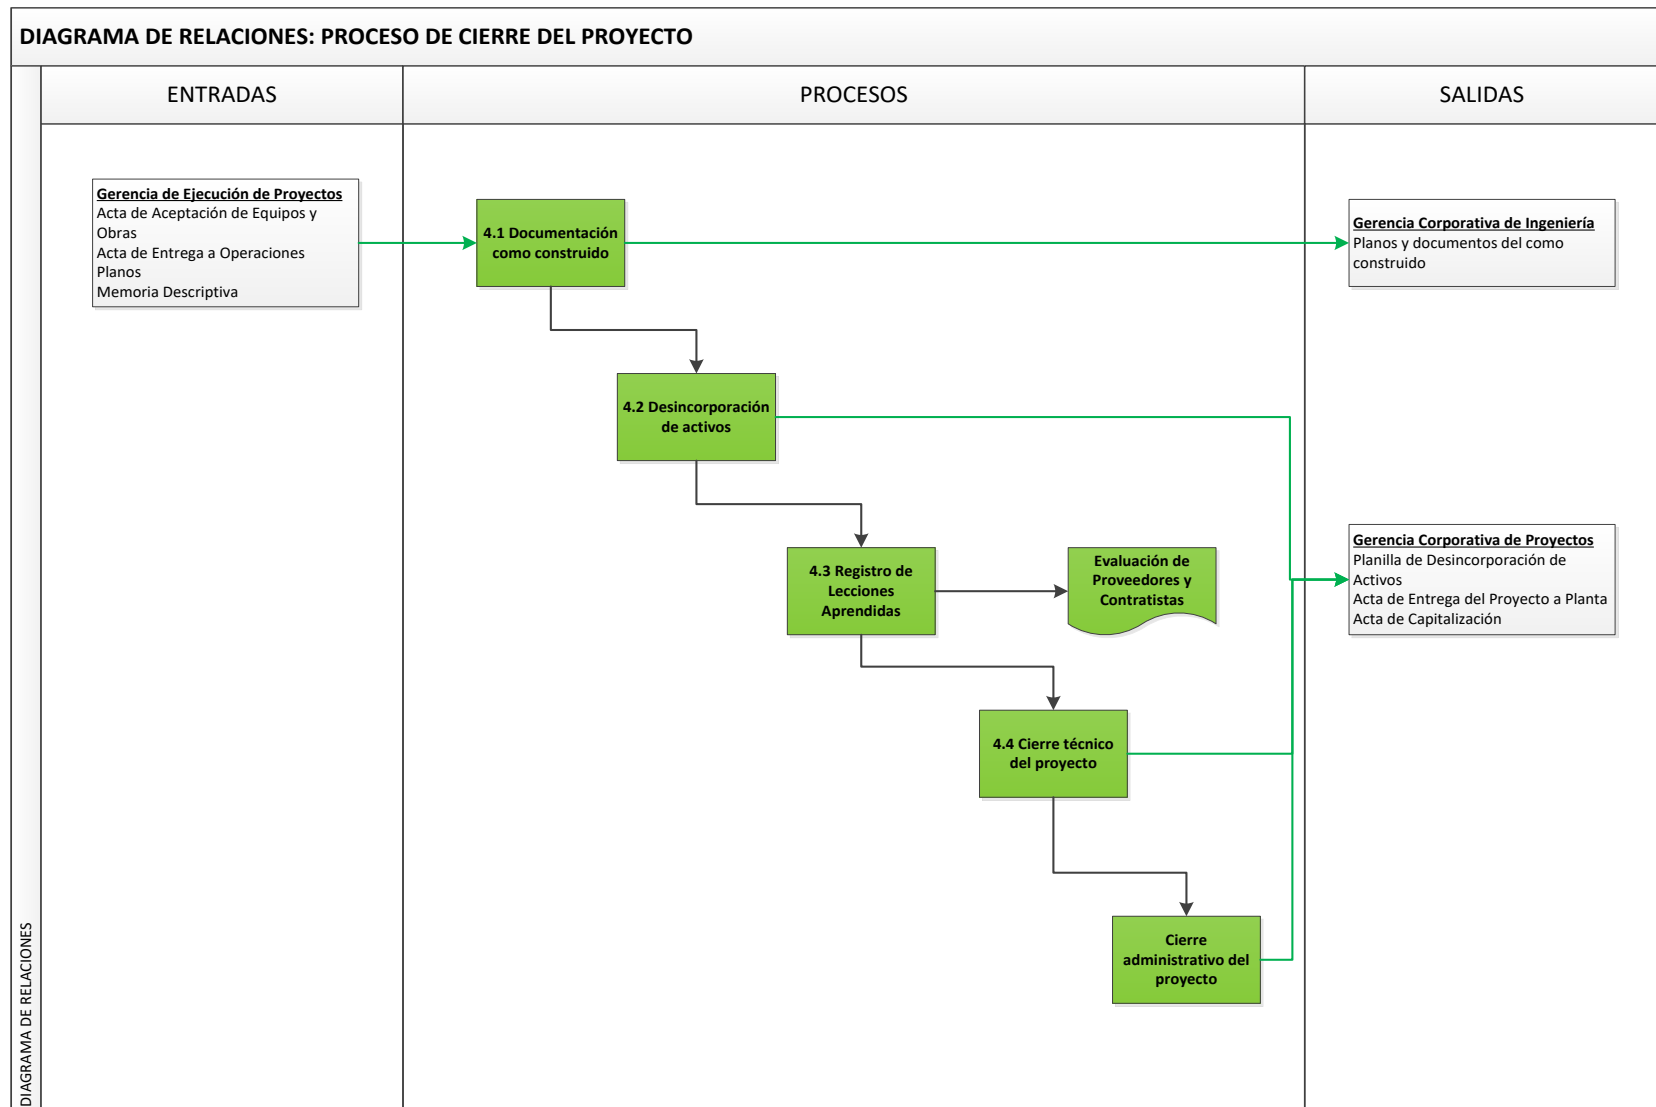 DIAGRAMA DE RELACIONES: PROCESO DE CIERRE DEL PROYECTO
ENTRADAS
PROCESOS
SALIDAS
Gerencia de Ejecución de Proyectos
Acta de Aceptación de Equipos y
Obras
Acta de Entrega a Operaciones
Planos
Memoria Descriptiva
4.1 Documentación
como construido
Gerencia Corporativa de Ingeniería
Planos y documentos del como
construido
4.2 Desincorporación
de activos
4.3 Registro de
Lecciones
Aprendidas
Evaluación de
Proveedores y
Contratistas
Gerencia Corporativa de Proyectos
Planilla de Desincorporación de
Activos
Acta de Entrega del Proyecto a Planta
Acta de Capitalización
4.4 Cierre técnico
del proyecto
Cierre
administrativo del
proyecto
DIAGRAMA DE RELACIONES